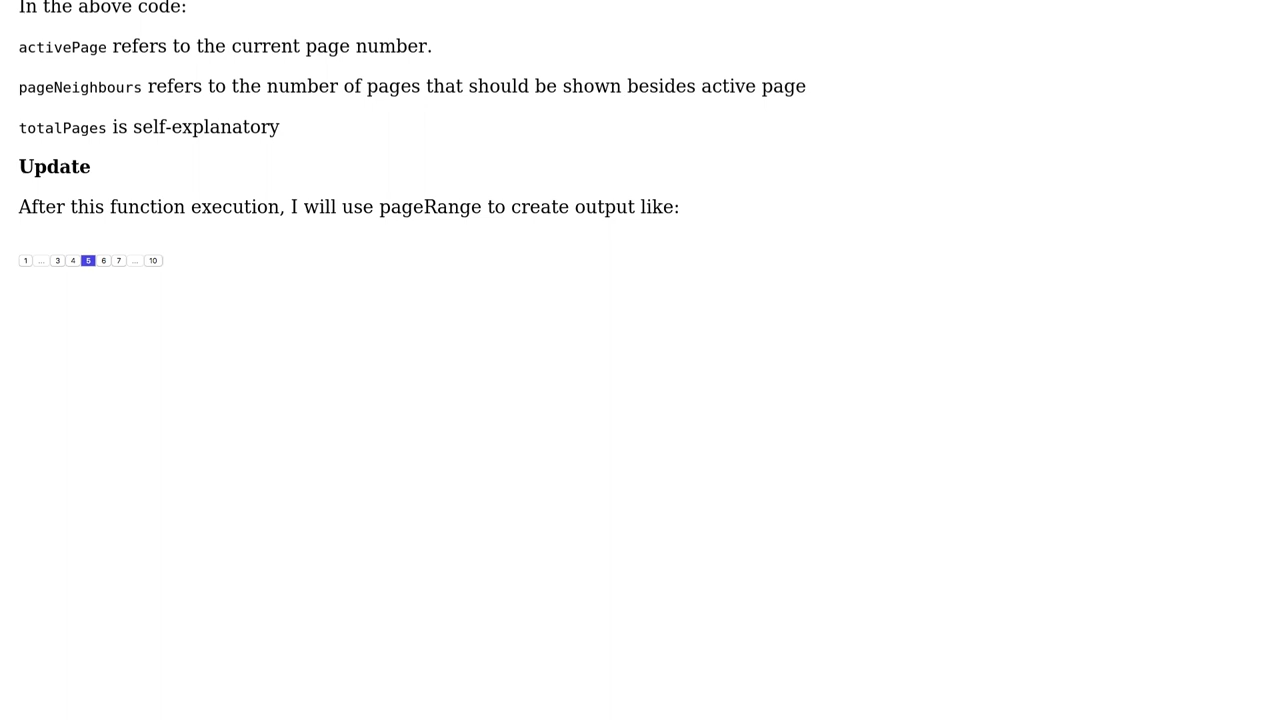 In the above code:
activePage refers to the current page number.
pageNeighbours refers to the number of pages that should be shown besides active page
totalPages is self-explanatory
Update
After this function execution, I will use pageRange to create output like:
1 ... 3 4 5 6 7 ... 10